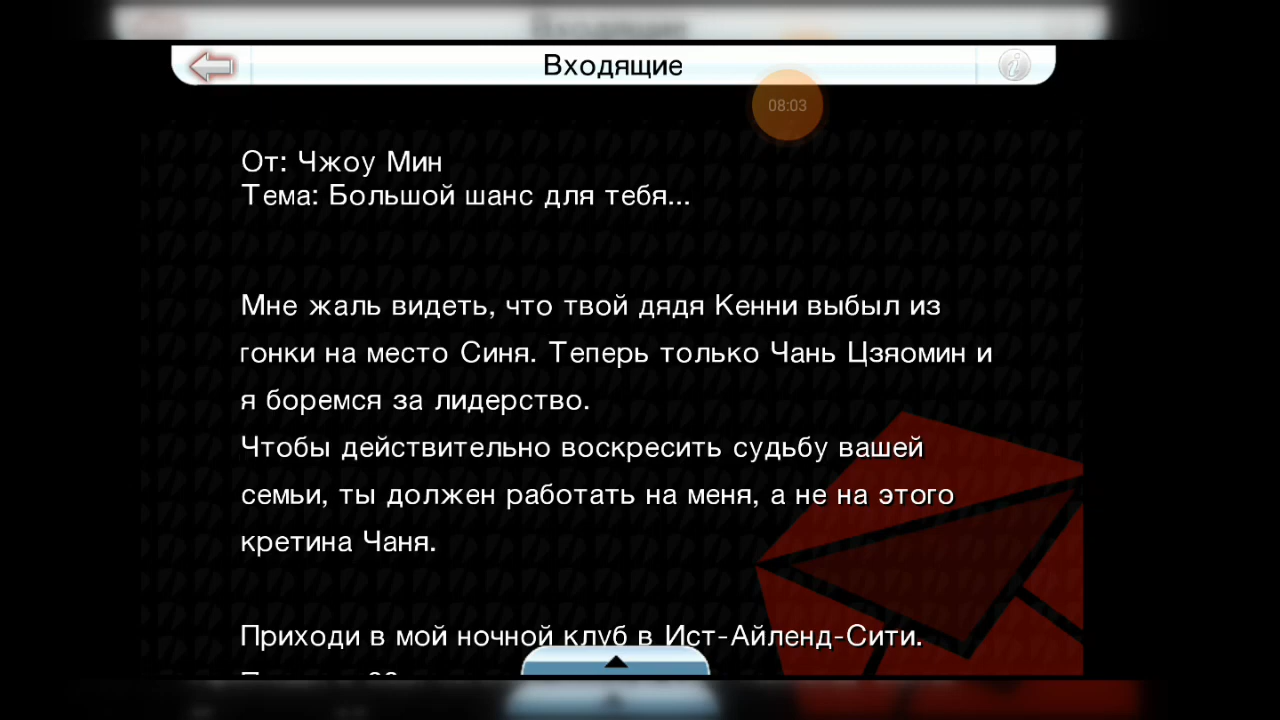 Входящие
08:03
От: Чжоу Мин
Тема: Большой шанс для тебя...
Мне жаль видеть, что твой дядя Кенни выбыл из
гонки на место Синя. Теперь только Чань Цзяомин и
я боремся за лидерство.
Чтобы действительно воскресить судьбу вашей
семьи, ты должен работать на меня, а не на этого
кретина Чаня.
Приходи в мой ночной клуб в Ист-Айленд-Сити.